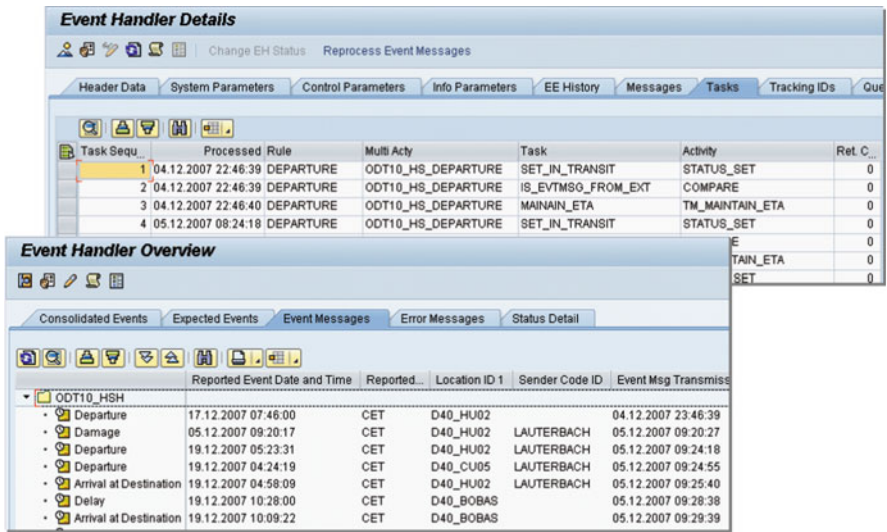 Event Handler Details
Change EH Status Reprocess Event Messages
Header Data System Parameters Control Parameters Info Parameters EE History Messages Tasks Tracking IDs Que
Task Sequ... Processed Rule Multi Acty Task Activity Ret. C...
1 04.12.2007 22:46:39 DEPARTURE ODT10_HS_DEPARTURE SET_IN_TRANSIT STATUS_SET 0
2 04.12.2007 22:46:39 DEPARTURE ODT10_HS_DEPARTURE IS_EVTMSG_FROM_EXT COMPARE 0
3 04.12.2007 22:46:40 DEPARTURE ODT10_HS_DEPARTURE MAINAIN_ETA TM_MAINTAIN_ETA 0
4 05.12.2007 08:24:18 DEPARTURE ODT10_HS_DEPARTURE SET_IN_TRANSIT STATUS_SET 0
E 0
TAIN_ETA 0
SET 0
Event Handler Overview
Consolidated Events Expected Events Event Messages Error Messages Status Detail
Reported Event Date and Time Reported... Location ID 1 Sender Code ID Event Msg Transmiss
ODT10_HSH
Departure 17.12.2007 07:46:00 CET D40_HU02 04.12.2007 23:46:39
Damage 05.12.2007 09:20:17 CET D40_HU02 LAUTERBACH 05.12.2007 09:20:27
Departure 19.12.2007 05:23:31 CET D40_HU02 LAUTERBACH 05.12.2007 09:24:18
Departure 19.12.2007 04:24:19 CET D40_CU05 LAUTERBACH 05.12.2007 09:24:55
Arrival at Destination 19.12.2007 04:58:09 CET D40_HU02 LAUTERBACH 05.12.2007 09:25:40
Delay 19.12.2007 10:28:00 CET D40_BOBAS 05.12.2007 09:28:38
Arrival at Destination 19.12.2007 10:09:22 CET D40_BOBAS 05.12.2007 09:29:39